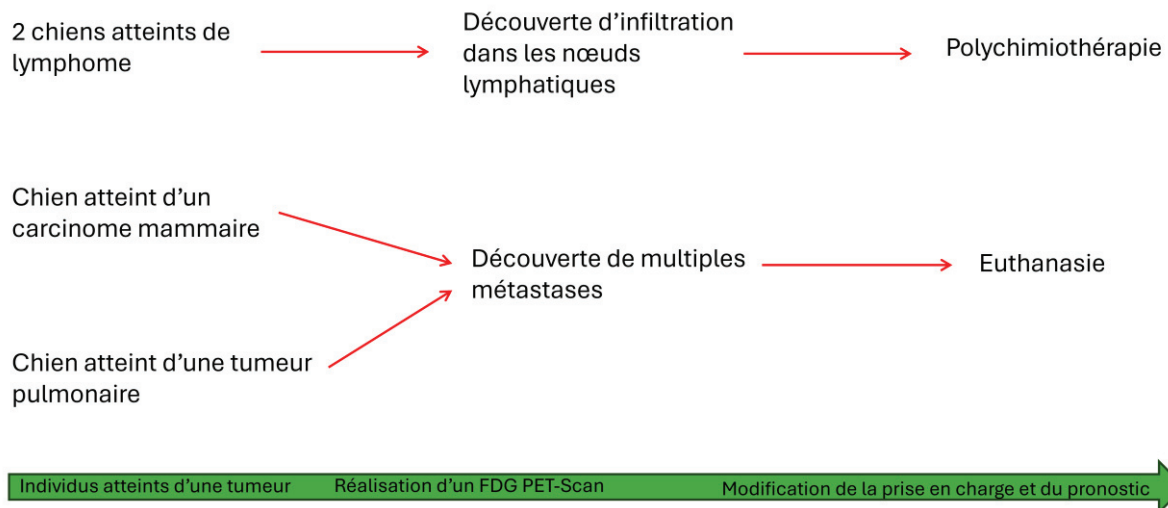 2 chiens atteints de
lymphome
Découverte d’infiltration
dans les nœuds
lymphatiques
Polychimiothérapie
Chien atteint d’un
carcinome mammaire
Découverte de multiples
métastases
Euthanasie
Chien atteint d’une tumeur
pulmonaire
Individus atteints d’une tumeur
Réalisation d’un FDG PET-Scan
Modification de la prise en charge et du pronostic